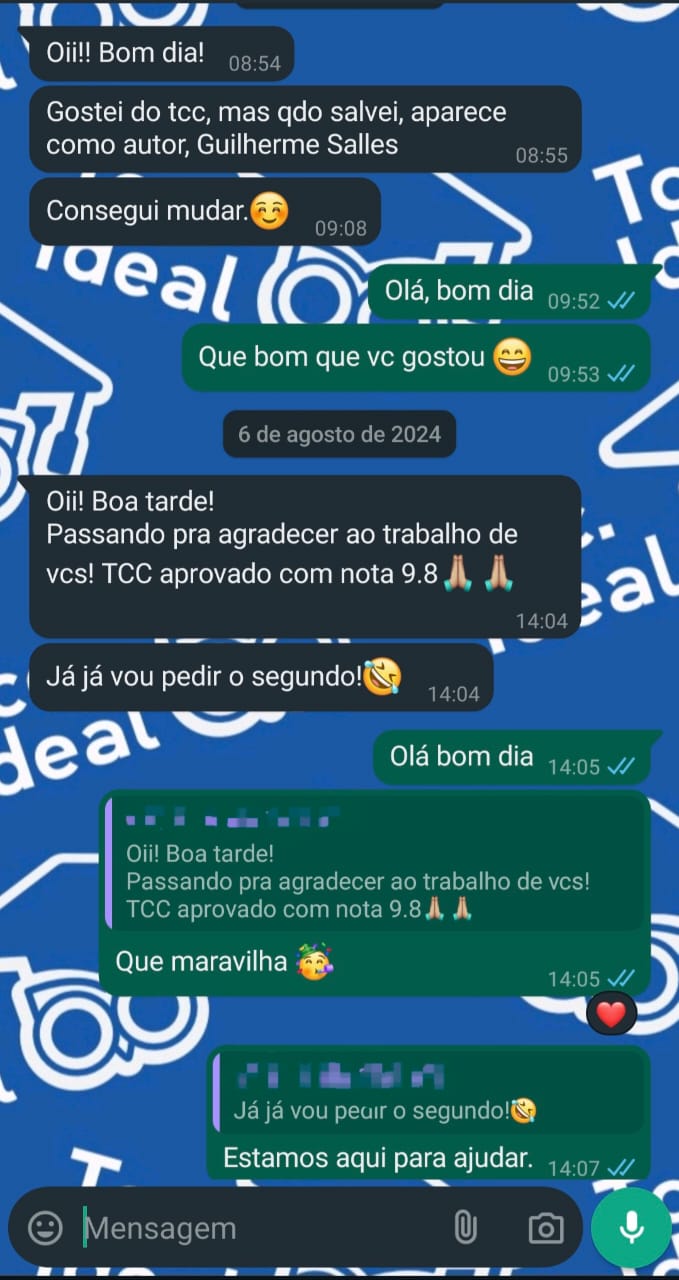 Oii!! Bom dia! 08:54
Gostei do tcc, mas qdo salvei, aparece
como autor, Guilherme Salles 08:55
Consegui mudar.☺️ 09:08
Olá, bom dia 09:52
Que bom que vc gostou 😄 09:53
6 de agosto de 2024
Oii! Boa tarde!
Passando pra agradecer ao trabalho de
vcs! TCC aprovado com nota 9.8🙏🏼 🙏🏼
14:04
Já já vou pedir o segundo!🤣 14:04
Olá bom dia 14:05
Oii! Boa tarde!
Passando pra agradecer ao trabalho de vcs!
TCC aprovado com nota 9.8🙏🏼 🙏🏼
Que maravilha 🥳 14:05
❤️
Já já vou pedir o segundo!🤣
Estamos aqui para ajudar. 14:07
Mensagem